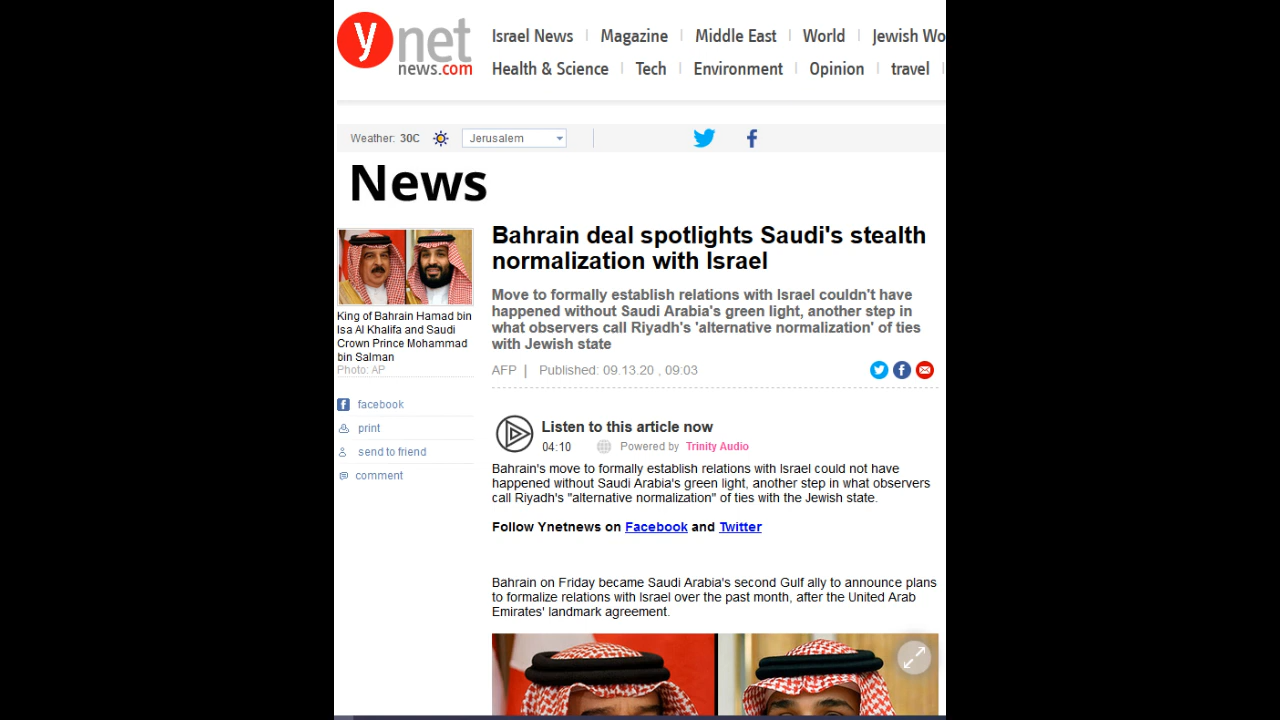 ynet
news.com
Israel News
Magazine
Middle East
World
Jewish Wo
Health & Science
Tech
Environment
Opinion
travel
Weather: 30C
Jerusalem
News
King of Bahrain Hamad bin
Isa Al Khalifa and Saudi
Crown Prince Mohammad
bin Salman
Photo: AP
facebook
print
send to friend
comment
Bahrain deal spotlights Saudi's stealth
normalization with Israel
Move to formally establish relations with Israel couldn't have
happened without Saudi Arabia's green light, another step in
what observers call Riyadh's 'alternative normalization' of ties
with Jewish state
AFP | Published: 09.13.20 , 09:03
Listen to this article now
04:10 Powered by Trinity Audio
Bahrain's move to formally establish relations with Israel could not have
happened without Saudi Arabia's green light, another step in what observers
call Riyadh's "alternative normalization" of ties with the Jewish state.
Follow Ynetnews on Facebook and Twitter
Bahrain on Friday became Saudi Arabia's second Gulf ally to announce plans
to formalize relations with Israel over the past month, after the United Arab
Emirates' landmark agreement.